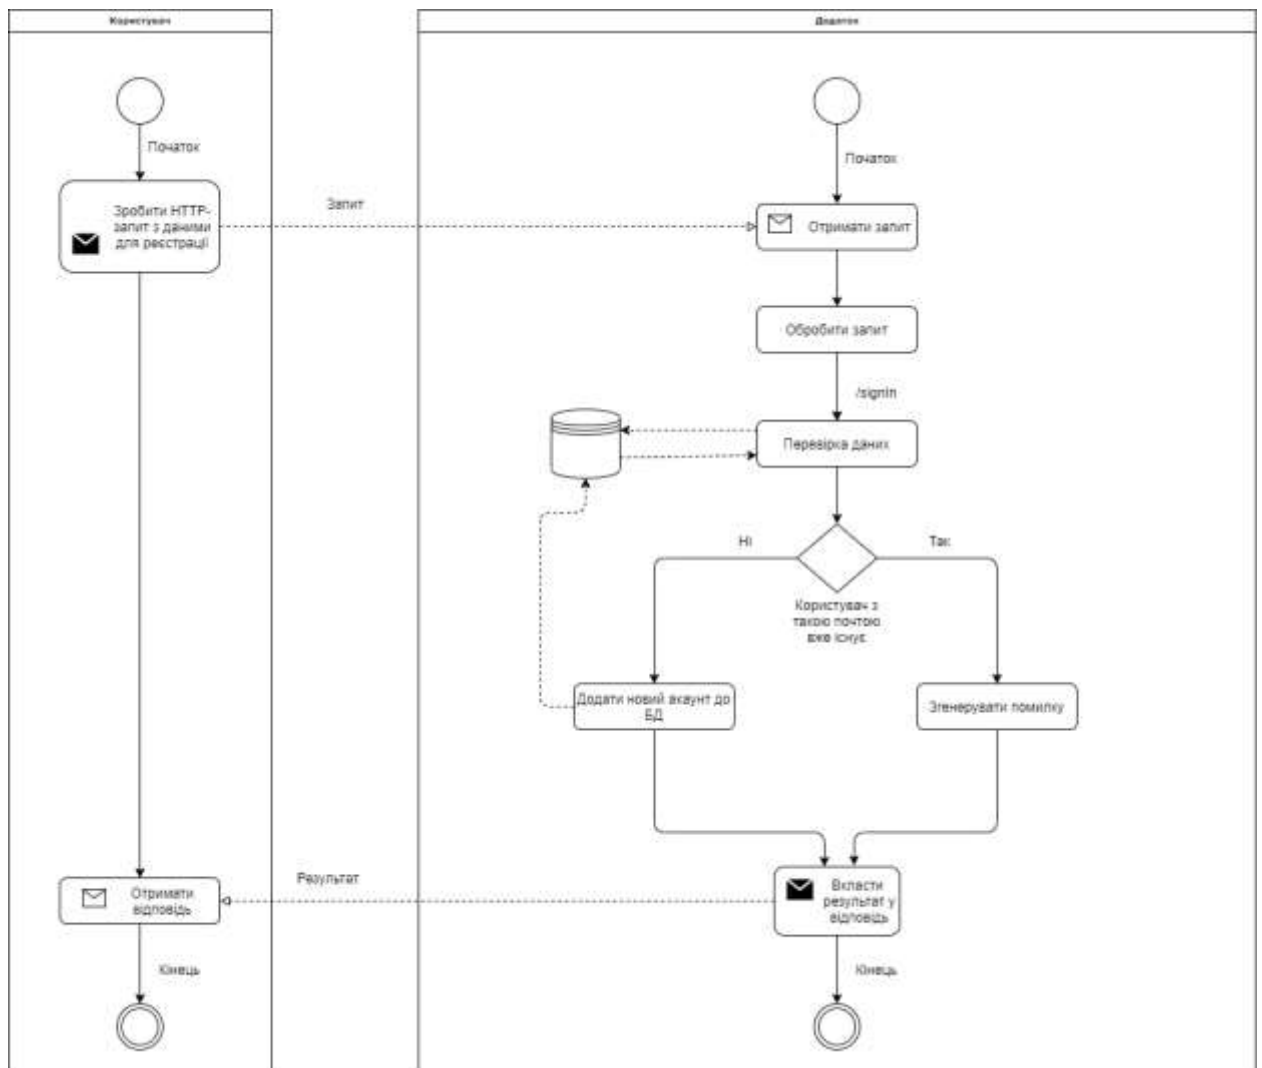 Користувач
Додаток
Початок
Початок
Зробити HTTP-
запит з даними
для реєстрації
Запит
Отримати запит
Обробити запит
/signin
Перевірка даних
Ні
Так
Користувач з
такою почтою
вже існує
Додати новий акаунт до
БД
Згенерувати помилку
Результат
Отримати
відповідь
Вкласти
результат у
відповідь
Кінець
Кінець